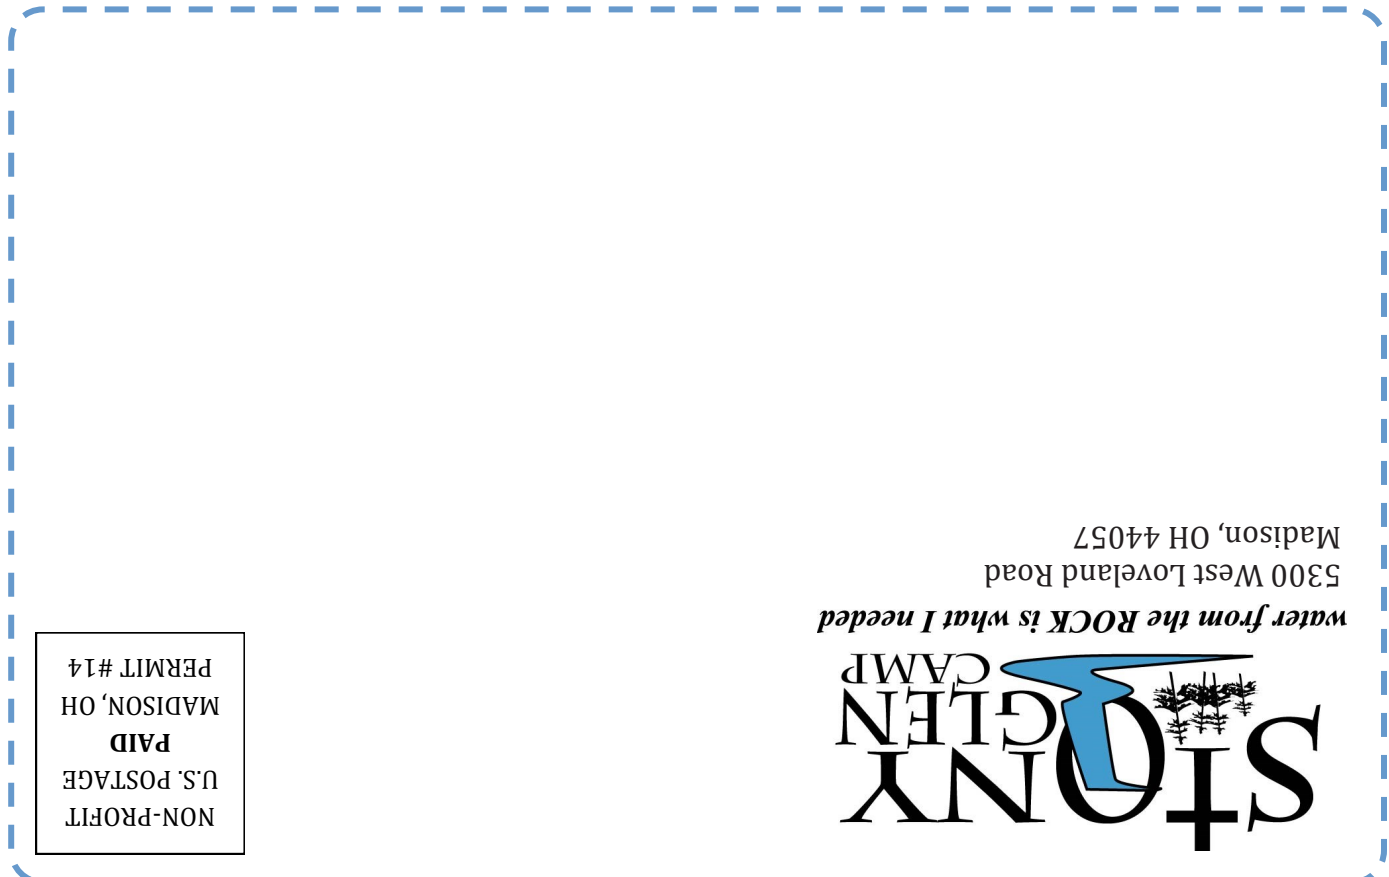 STONY
GLEN
CAMP
water from the ROCK is what I needed
5300 West Loveland Road
Madison, OH 44057
NON-PROFIT
U.S. POSTAGE
PAID
MADISON, OH
PERMIT #14